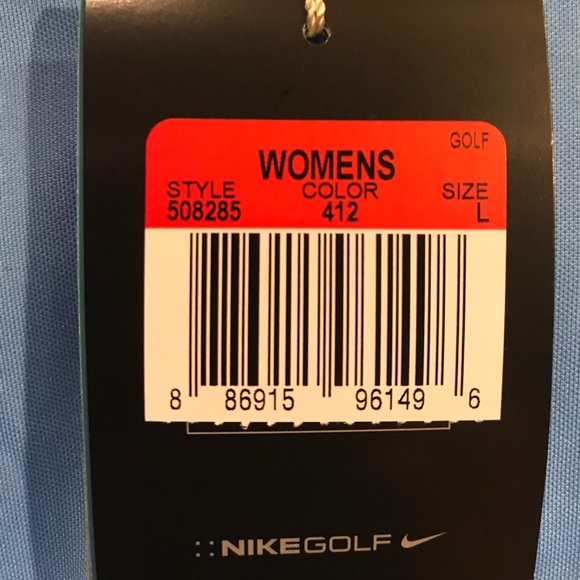 GOLF
WOMENS
STYLE COLOR SIZE
508285 412 L
8 86915 96149 6
NIKEGOLF